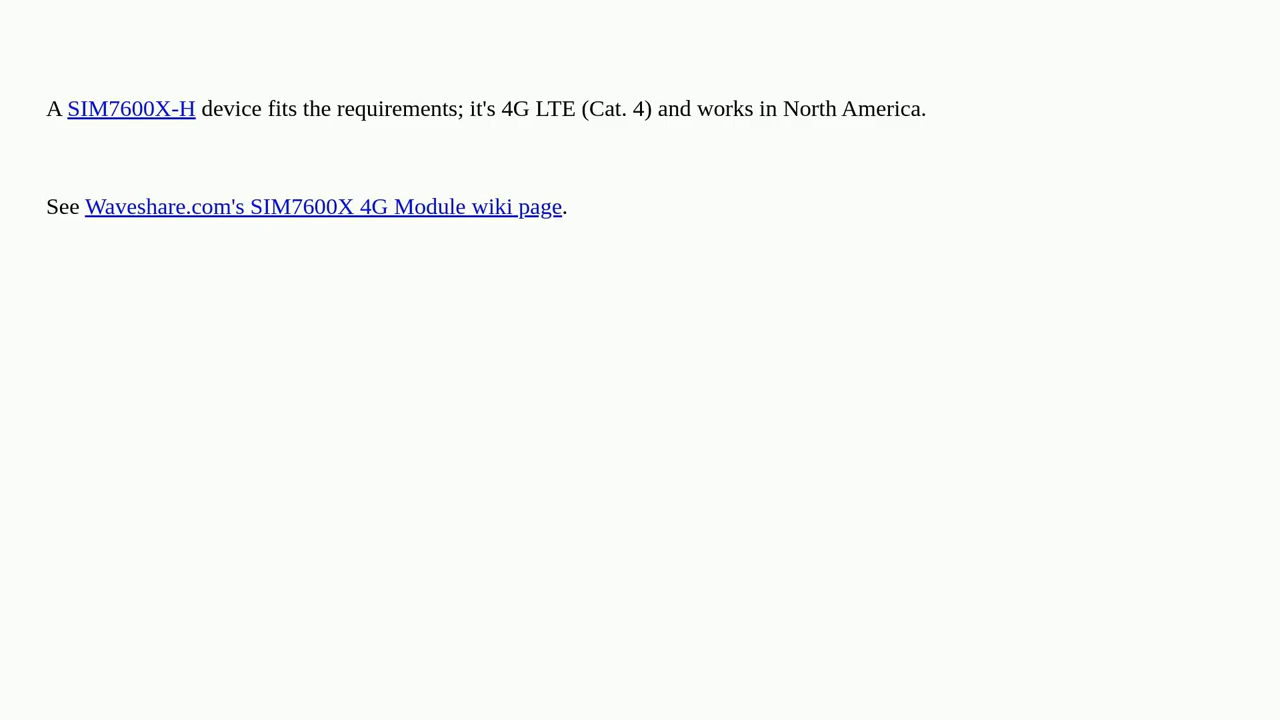 A SIM7600X-H device fits the requirements; it's 4G LTE (Cat. 4) and works in North America.
See Waveshare.com's SIM7600X 4G Module wiki page.